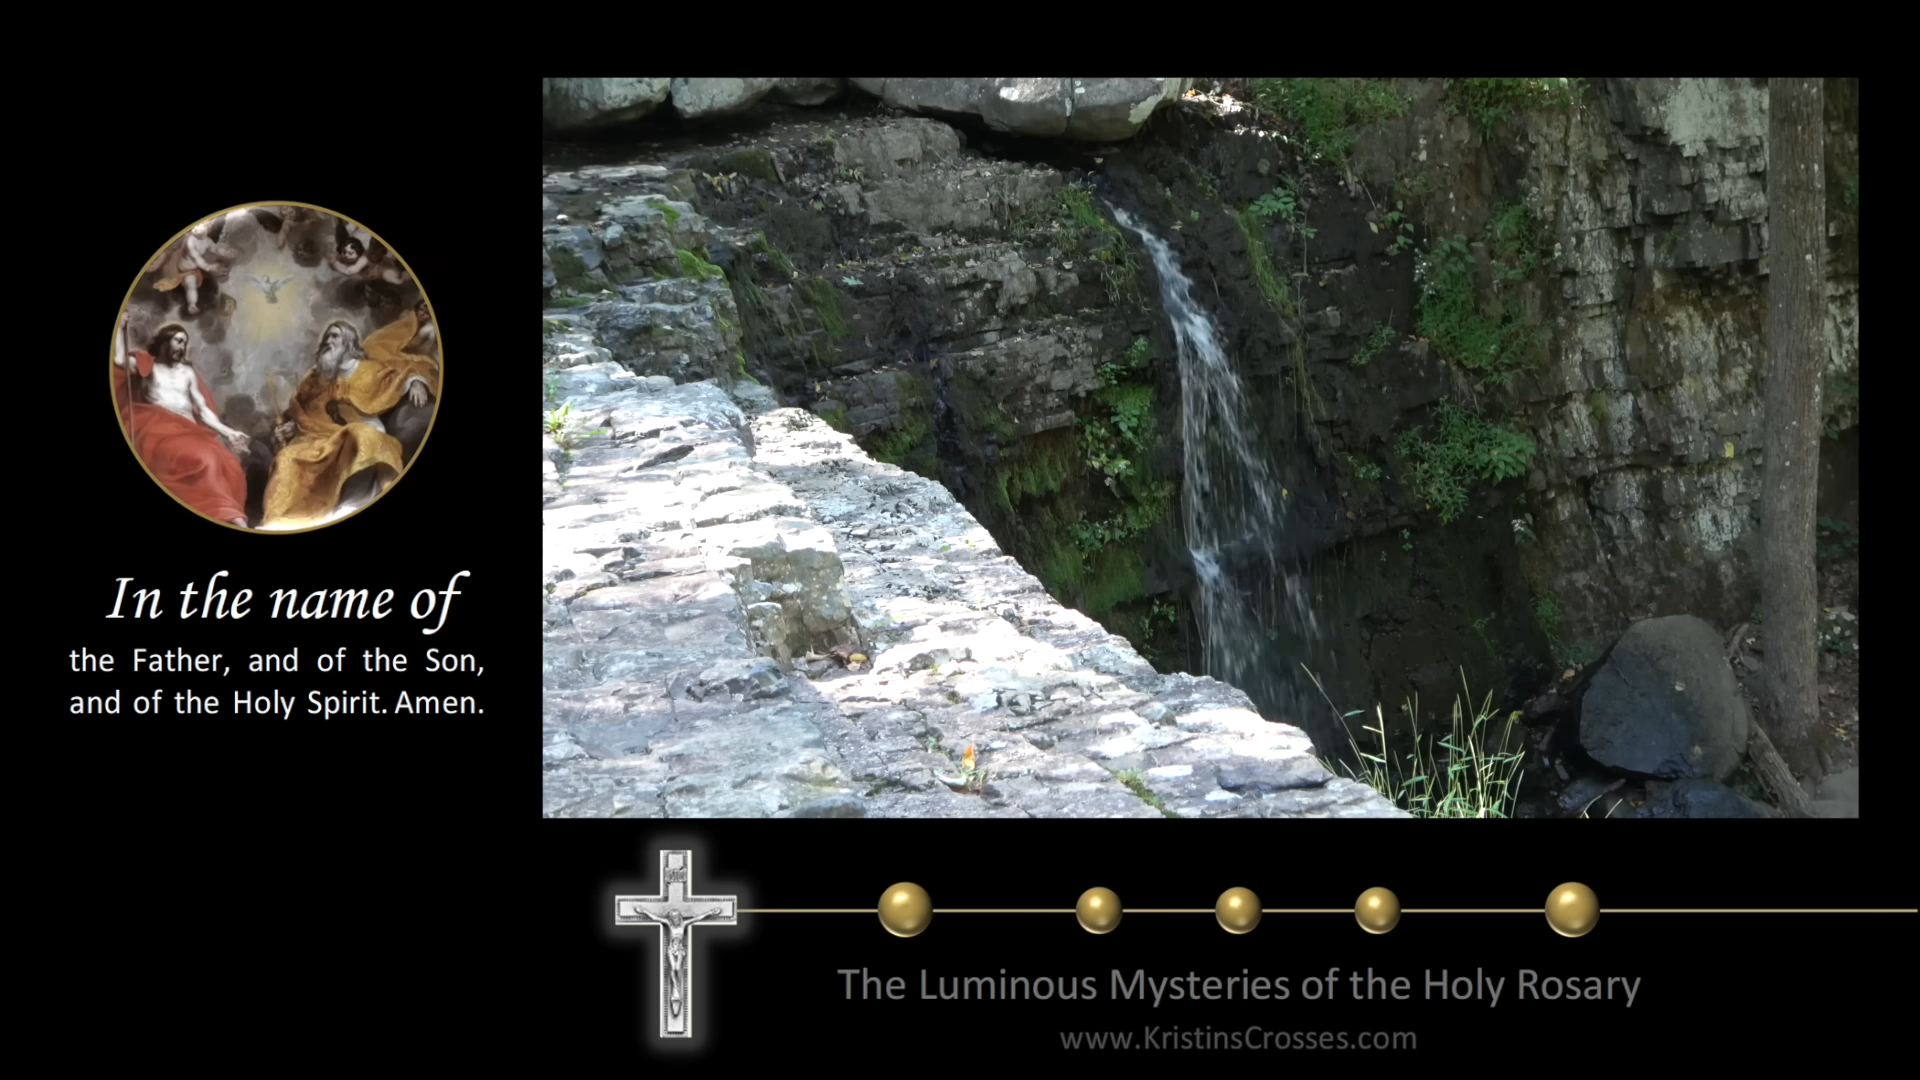 In the name of
the Father, and of the Son,
and of the Holy Spirit. Amen.
The Luminous Mysteries of the Holy Rosary
www.KristinsCrosses.com